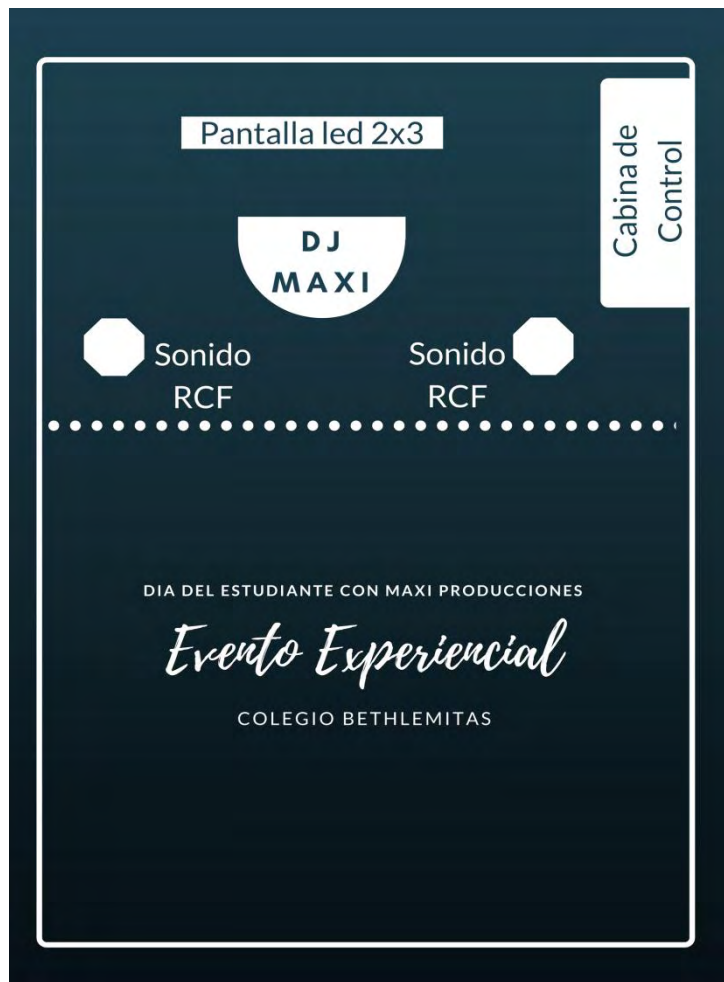 Pantalla led 2x3
Cabina de
Control
DJ
MAXI
Sonido
RCF
Sonido
RCF
DIA DEL ESTUDIANTE CON MAXI PRODUCCIONES
Evento Experiencial
COLEGIO BETHLEMITAS